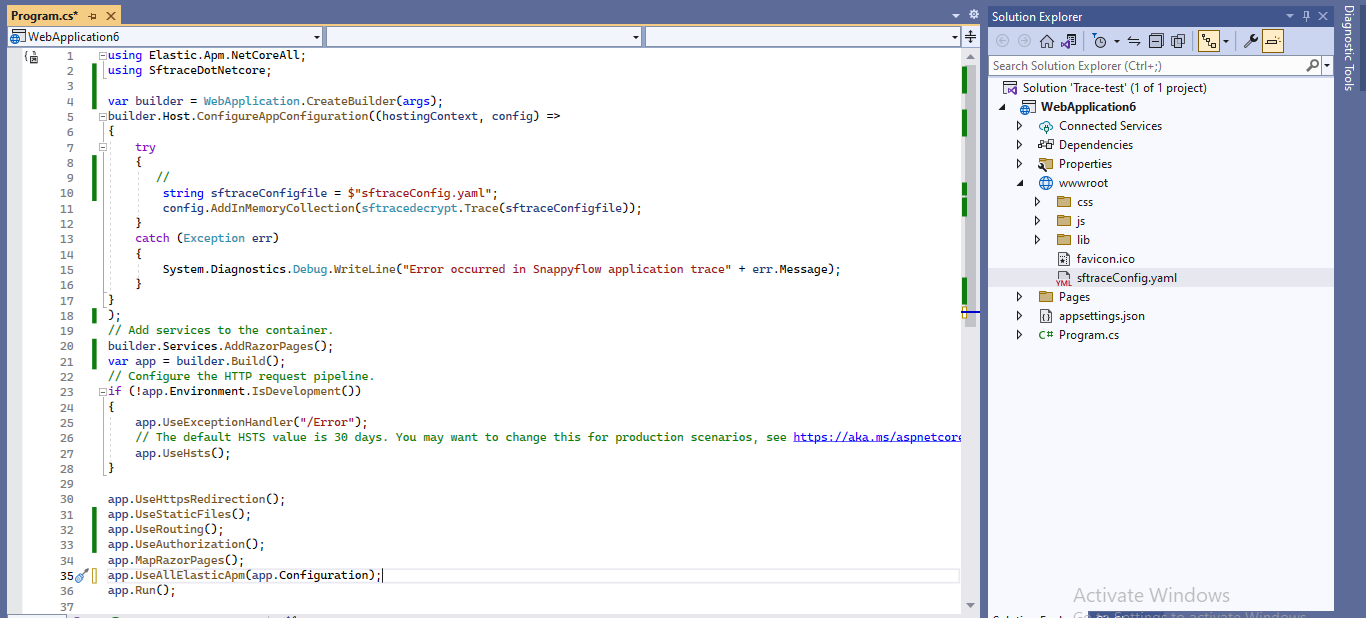 Program.cs*
WebApplication6
1 using Elastic.Apm.NetCoreAll;
2 using SftraceDotNetcore;
3
4 var builder = WebApplication.CreateBuilder(args);
5 builder.Host.ConfigureAppConfiguration((hostingContext, config) =>
6 {
7 try
8 {
9 //
10 string sftraceConfigfile = $"sftraceConfig.yaml";
11 config.AddInMemoryCollection(sftracedecrypt.Trace(sftraceConfigfile));
12 }
13 catch (Exception err)
14 {
15 System.Diagnostics.Debug.WriteLine("Error occurred in Snappyflow application trace" + err.Message);
16 }
17 }
18 );
19 // Add services to the container.
20 builder.Services.AddRazorPages();
21 var app = builder.Build();
22 // Configure the HTTP request pipeline.
23 if (!app.Environment.IsDevelopment())
24 {
25 app.UseExceptionHandler("/Error");
26 // The default HSTS value is 30 days. You may want to change this for production scenarios, see https://aka.ms/aspnetcore
27 app.UseHsts();
28 }
29
30 app.UseHttpsRedirection();
31 app.UseStaticFiles();
32 app.UseRouting();
33 app.UseAuthorization();
34 app.MapRazorPages();
35 app.UseAllElasticApm(app.Configuration);
36 app.Run();
37
Solution Explorer
Search Solution Explorer (Ctrl+;)
Solution 'Trace-test' (1 of 1 project)
WebApplication6
Connected Services
Dependencies
Properties
wwwroot
css
js
lib
favicon.ico
YML sftraceConfig.yaml
Pages
appsettings.json
C# Program.cs
Activate Windows
Diagnostic Tools